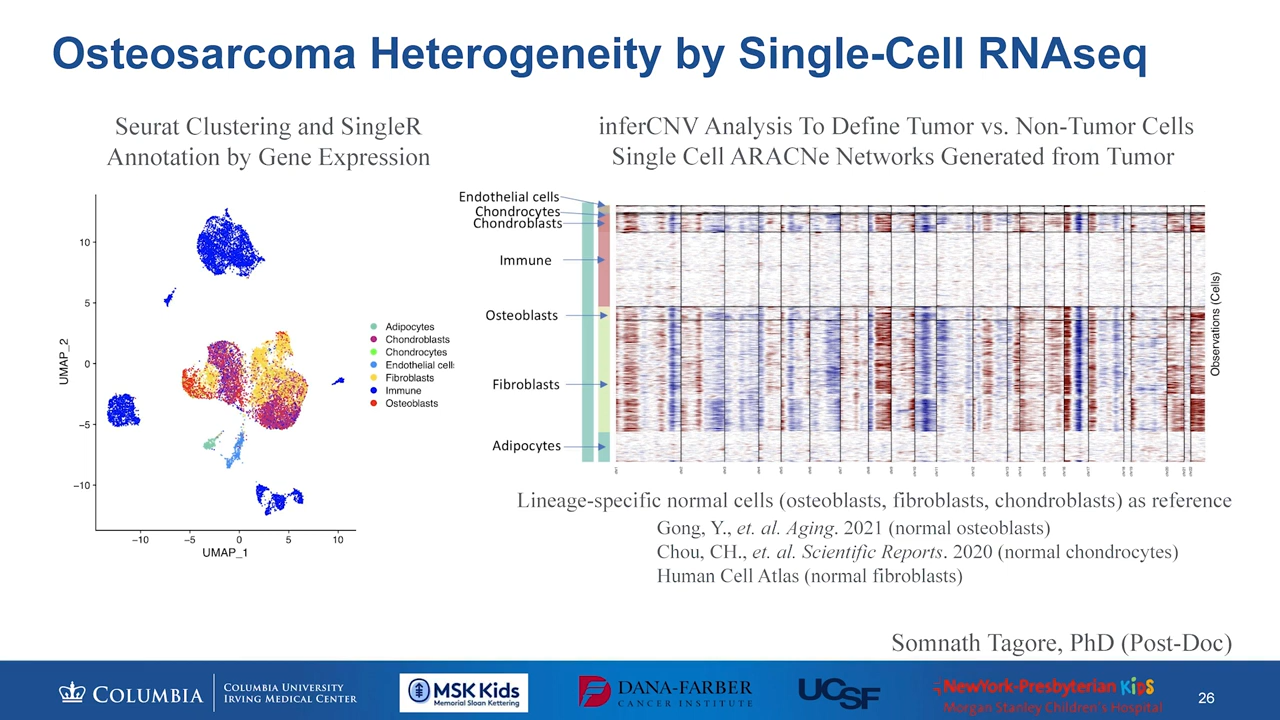 Osteosarcoma Heterogeneity by Single-Cell RNAseq
Seurat Clustering and SingleR
Annotation by Gene Expression
inferCNV Analysis To Define Tumor vs. Non-Tumor Cells
Single Cell ARACNe Networks Generated from Tumor
UMAP_2
10
5
0
−5
−10
−10
−5
0
5
10
UMAP_1
Adipocytes
Chondroblasts
Chondrocytes
Endothelial cell
Fibroblasts
Immune
Osteoblasts
Endothelial cells
Chondrocytes
Chondroblasts
Immune
Osteoblasts
Fibroblasts
Adipocytes
Observations (Cells)
Lineage-specific normal cells (osteoblasts, fibroblasts, chondroblasts) as reference
Gong, Y., et. al. Aging. 2021 (normal osteoblasts)
Chou, CH., et. al. Scientific Reports. 2020 (normal chondrocytes)
Human Cell Atlas (normal fibroblasts)
Somnath Tagore, PhD (Post-Doc)
COLUMBIA
COLUMBIA UNIVERSITY
IRVING MEDICAL CENTER
MSK Kids
Memorial Sloan Kettering
DANA-FARBER
CANCER INSTITUTE
UCSF
NewYork-Presbyterian KiDS
Morgan Stanley Children's Hospital
26